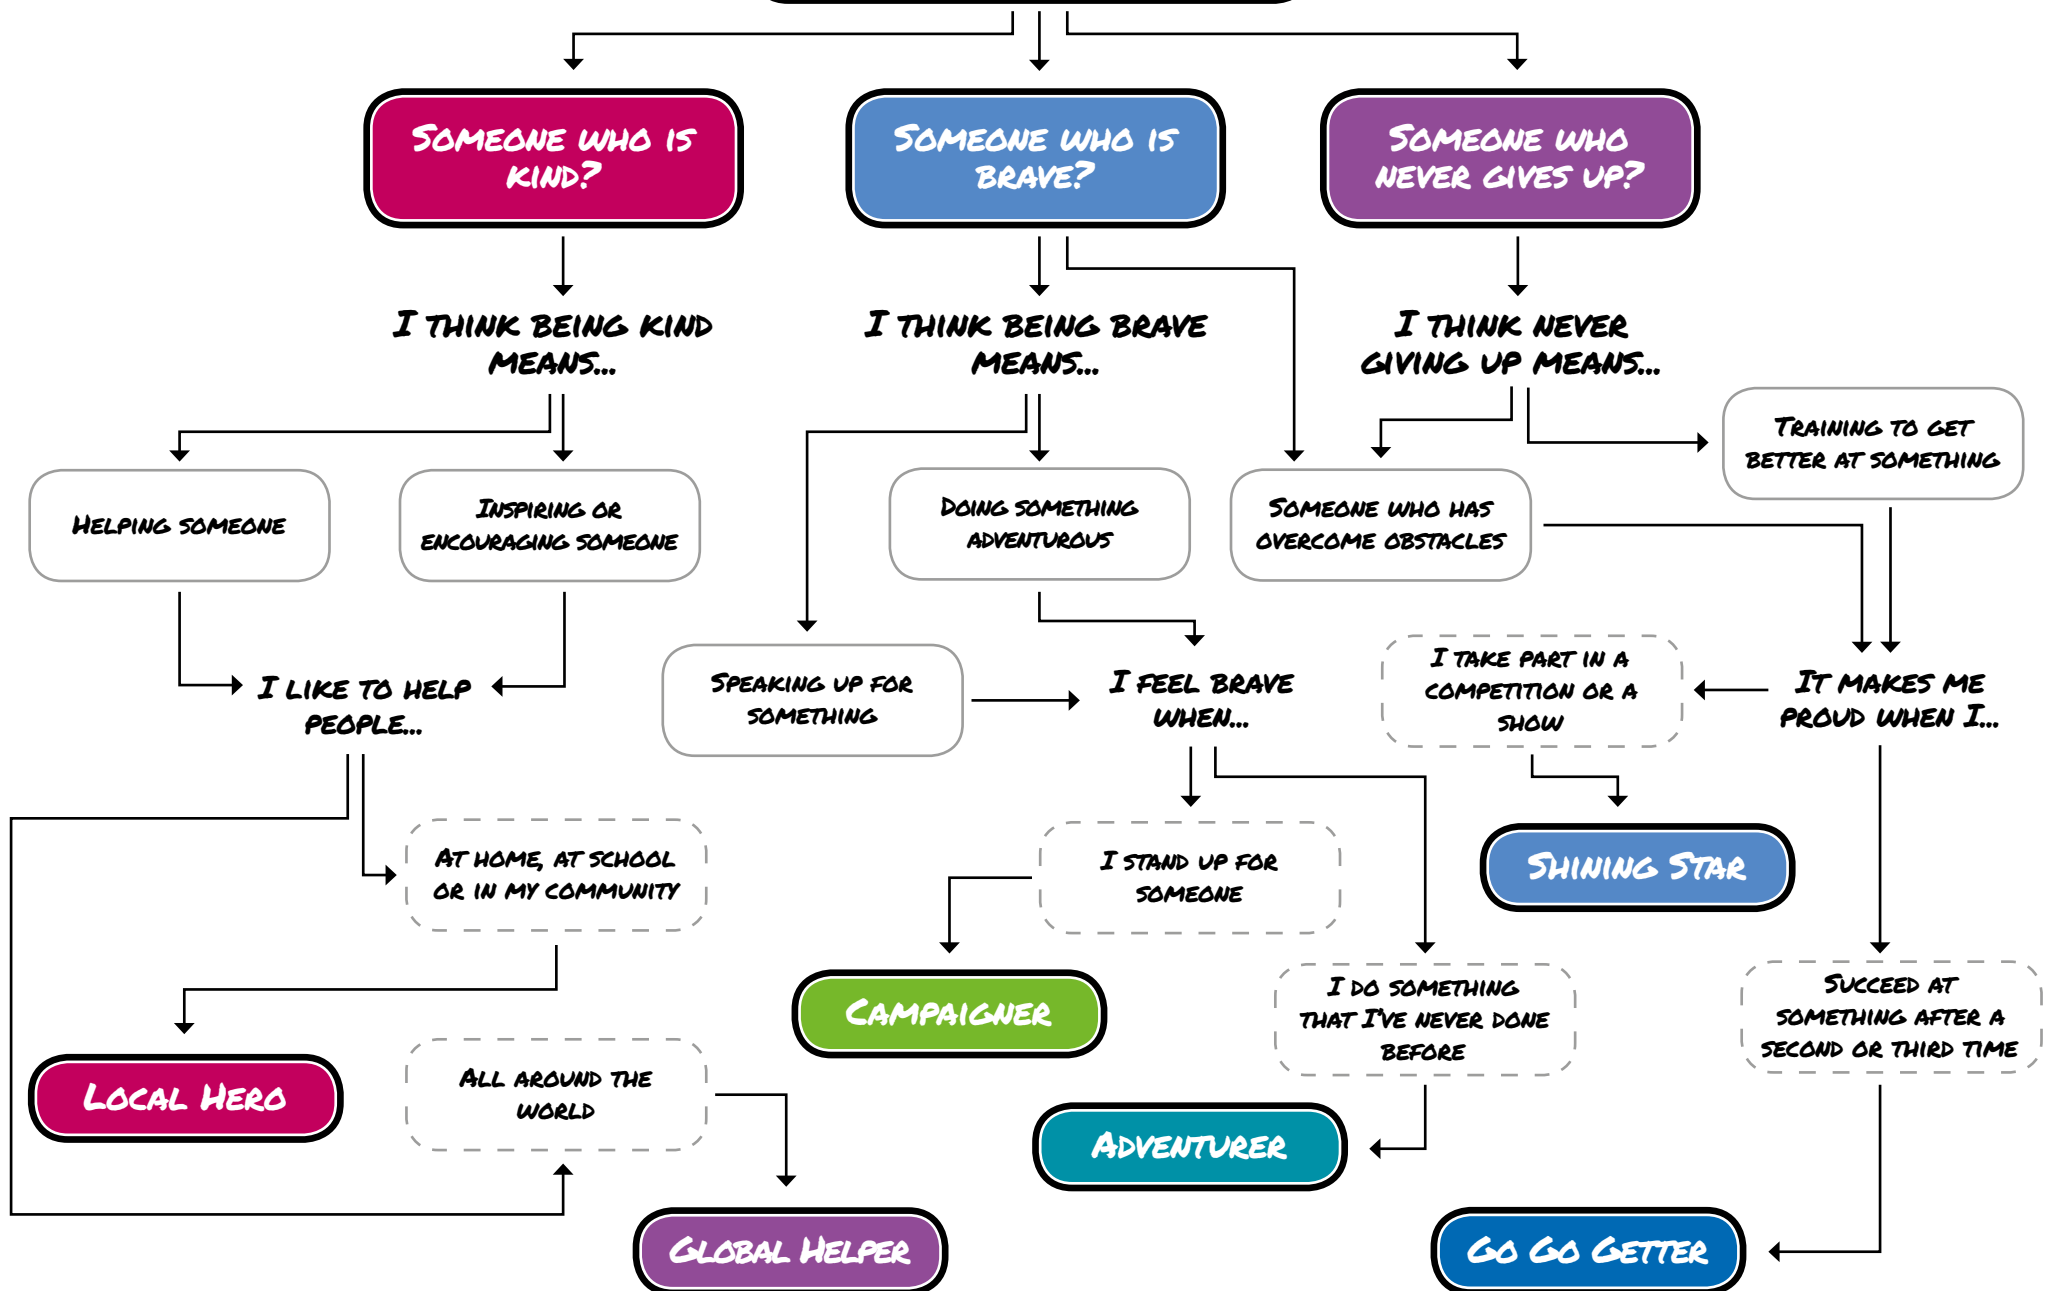 Someone who is
kind?
Someone who is
brave?
Someone who
never gives up?
I think being kind
means...
I think being brave
means...
I think never
giving up means...
Training to get
better at something
Helping someone
Inspiring or
encouraging someone
Doing something
adventurous
Someone who has
overcome obstacles
I like to help
people...
Speaking up for
something
I feel brave
when...
I take part in a
competition or a
show
It makes me
proud when I...
At home, at school
or in my community
I stand up for
someone
Shining Star
Campaigner
I do something
that I've never done
before
Succeed at
something after a
second or third time
Local Hero
All around the
world
Adventurer
Global Helper
Go Go Getter